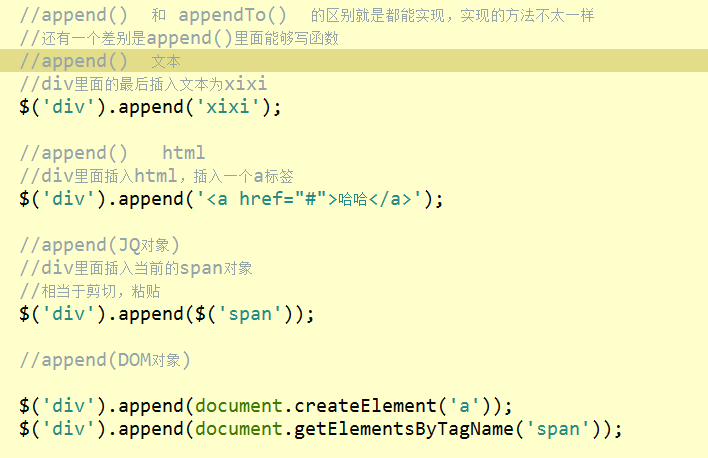 //append()  和 appendTo()  的区别就是都能实现，实现的方法不太一样
//还有一个差别是append()里面能够写函数
//append()  文本
//div里面的最后插入文本为xixi
$('div').append('xixi');
//append()   html
//div里面插入html，插入一个a标签
$('div').append('<a href="#">哈哈</a>');
//append(JQ对象)
//div里面插入当前的span对象
//相当于剪切，粘贴
$('div').append($('span'));
//append(DOM对象)
$('div').append(document.createElement('a'));
$('div').append(document.getElementsByTagName('span'));